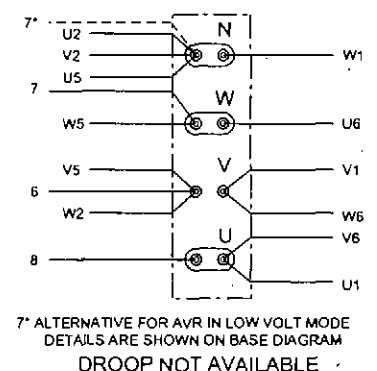 7*
U2
N
V2
W1
U5
7
W
W5
U6
V5
V
V1
6
W2
W6
V6
U
8
U1
7* ALTERNATIVE FOR AVR IN LOW VOLT MODE
DETAILS ARE SHOWN ON BASE DIAGRAM
DROOP NOT AVAILABLE